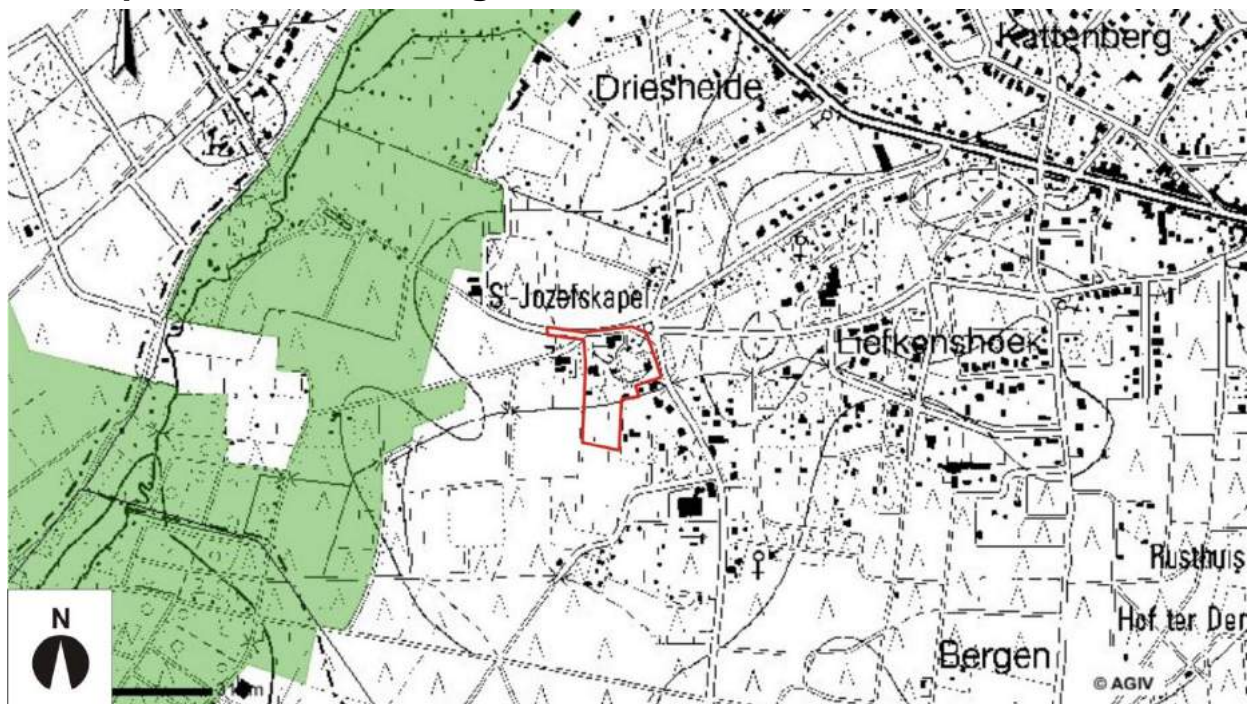 Kattenberg
Driesheide
St-Jozefskapel
Liefkenshoek
Rusthuis
Hof ter Der
Bergen
N
© AGIV